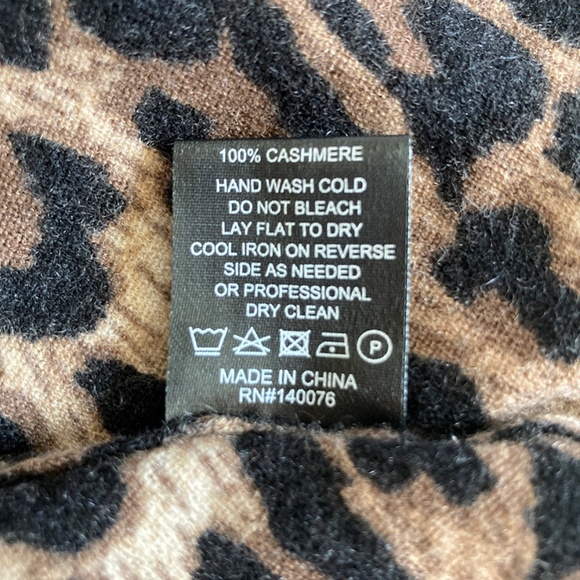 100% CASHMERE
HAND WASH COLD
DO NOT BLEACH
LAY FLAT TO DRY
COOL IRON ON REVERSE
SIDE AS NEEDED
OR PROFESSIONAL
DRY CLEAN
P
MADE IN CHINA
RN#140076